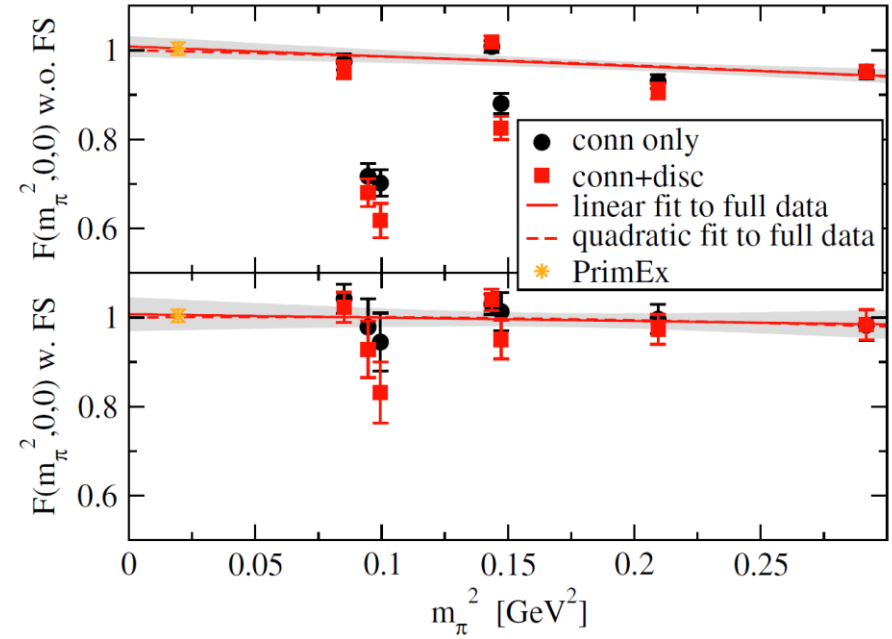 F(mπ²,0,0) w.o. FS
1
0.8
0.6
conn only
conn+disc
linear fit to full data
quadratic fit to full data
PrimEx
F(mπ²,0,0) w. FS
1
0.8
0.6
0
0.05
0.1
0.15
0.2
0.25
mπ² [GeV²]